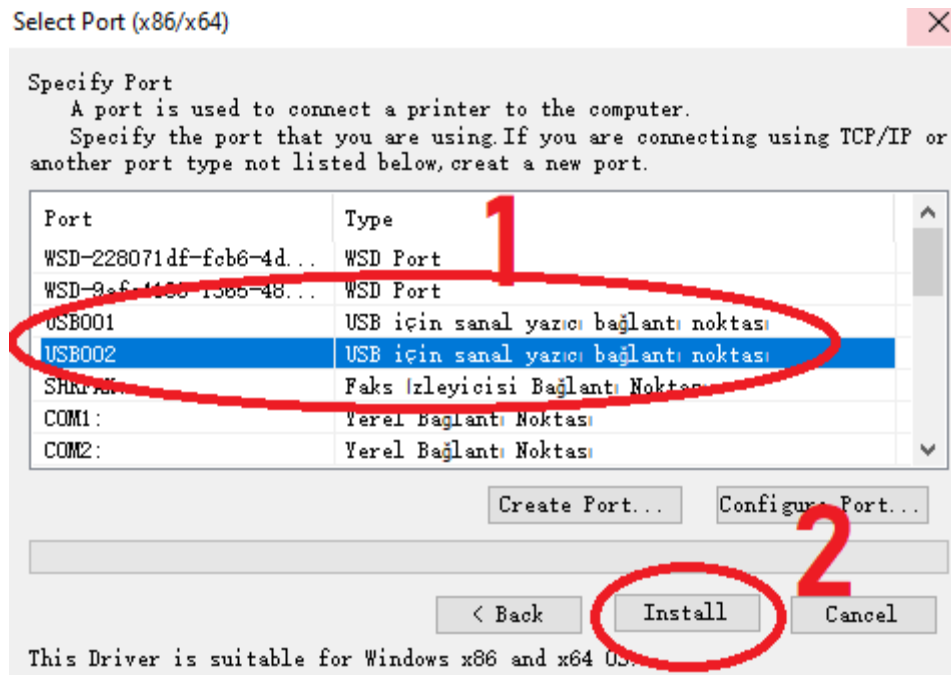 Select Port (x86/x64)
Specify Port
A port is used to connect a printer to the computer.
Specify the port that you are using.If you are connecting using TCP/IP or
another port type not listed below,creat a new port.
Port Type
WSD-228071df-fcb6-4d... WSD Port
WSD Port
USB001 USB için sanal yazıcı bağlantı noktası
USB002 USB için sanal yazıcı bağlantı noktası
Faks İzleyicisi Bağlantı Noktası
COM1: Yerel Bağlantı Noktası
COM2: Yerel Bağlantı Noktası
1
Create Port... Configure Port...
2
< Back Install Cancel
This Driver is suitable for Windows x86 and x64